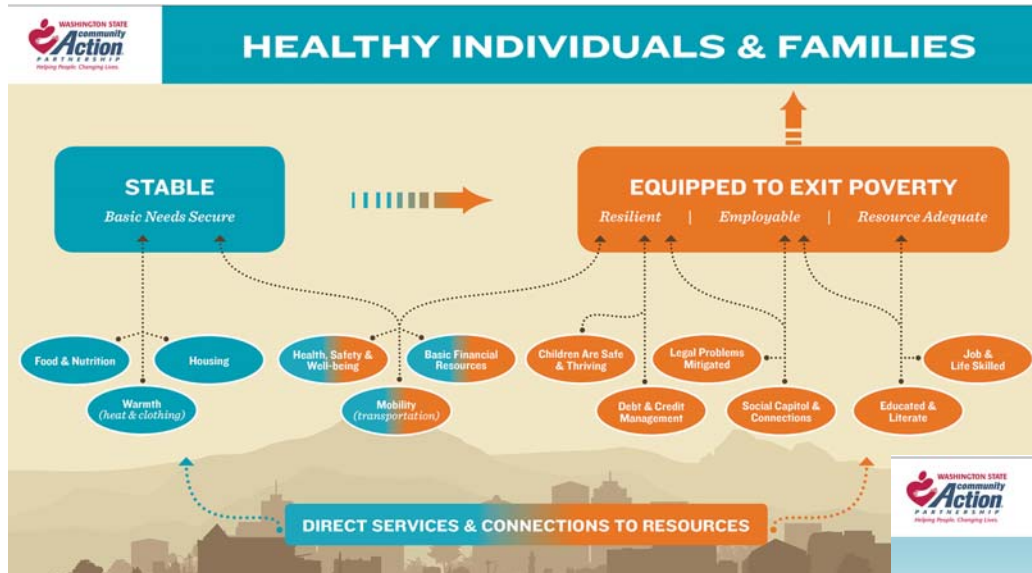 WASHINGTON STATE
community
Action
PARTNERSHIP
Helping People. Changing Lives.
HEALTHY INDIVIDUALS & FAMILIES
STABLE
Basic Needs Secure
EQUIPPED TO EXIT POVERTY
Resilient | Employable | Resource Adequate
Food & Nutrition
Housing
Warmth
(heat & clothing)
Health, Safety &
Well-being
Basic Financial
Resources
Mobility
(transportation)
Children Are Safe
& Thriving
Legal Problems
Mitigated
Debt & Credit
Management
Social Capitol &
Connections
Job &
Life Skilled
Educated &
Literate
DIRECT SERVICES & CONNECTIONS TO RESOURCES
WASHINGTON STATE
community
Action
PARTNERSHIP
Helping People. Changing Lives.